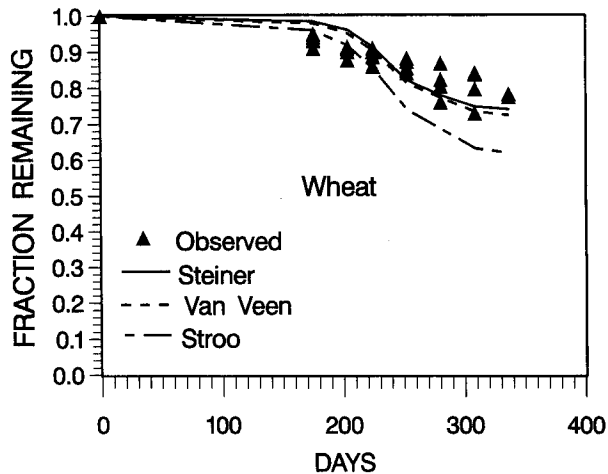 FRACTION REMAINING
1.0
0.9
0.8
0.7
0.6
0.5
0.4
0.3
0.2
0.1
0.0
Wheat
Observed
Steiner
Van Veen
Stroo
0 100 200 300 400
DAYS